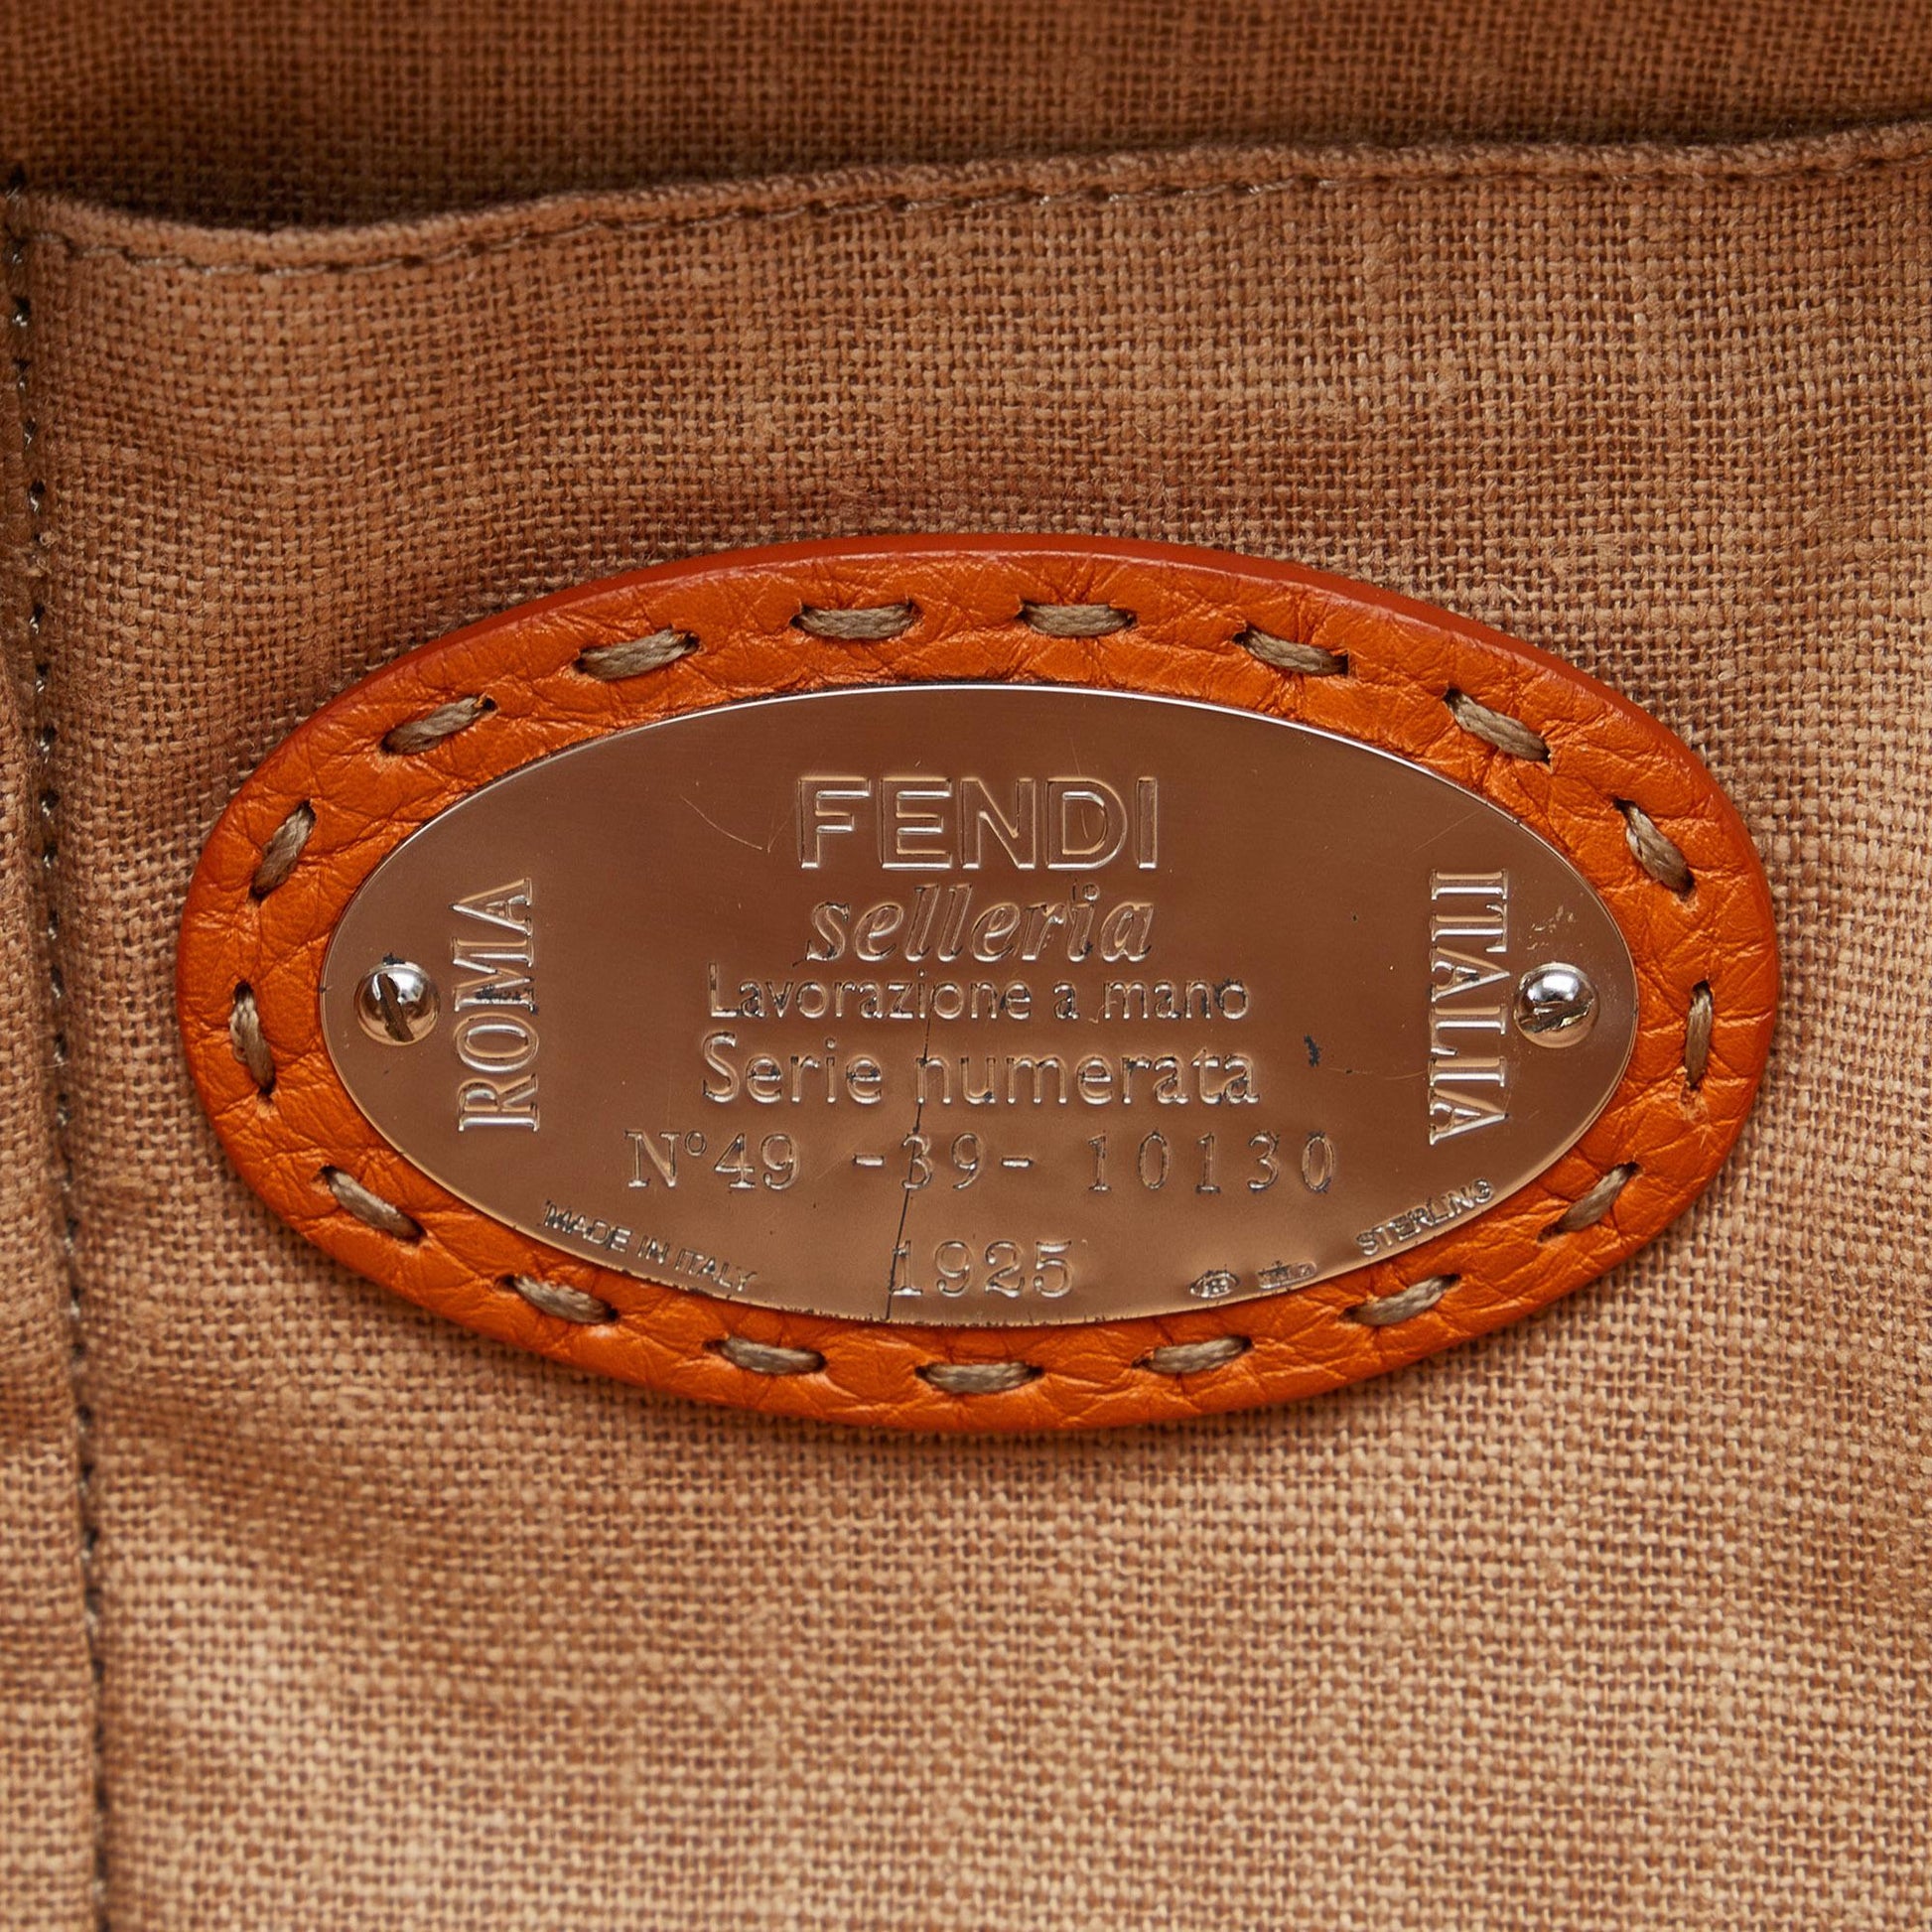 FENDI
selleria
Lavorazione a mano
Serie numerata
N° 49 - 39 - 10130
1925
ROMA
ITALIA
MADE IN ITALY
STERLING